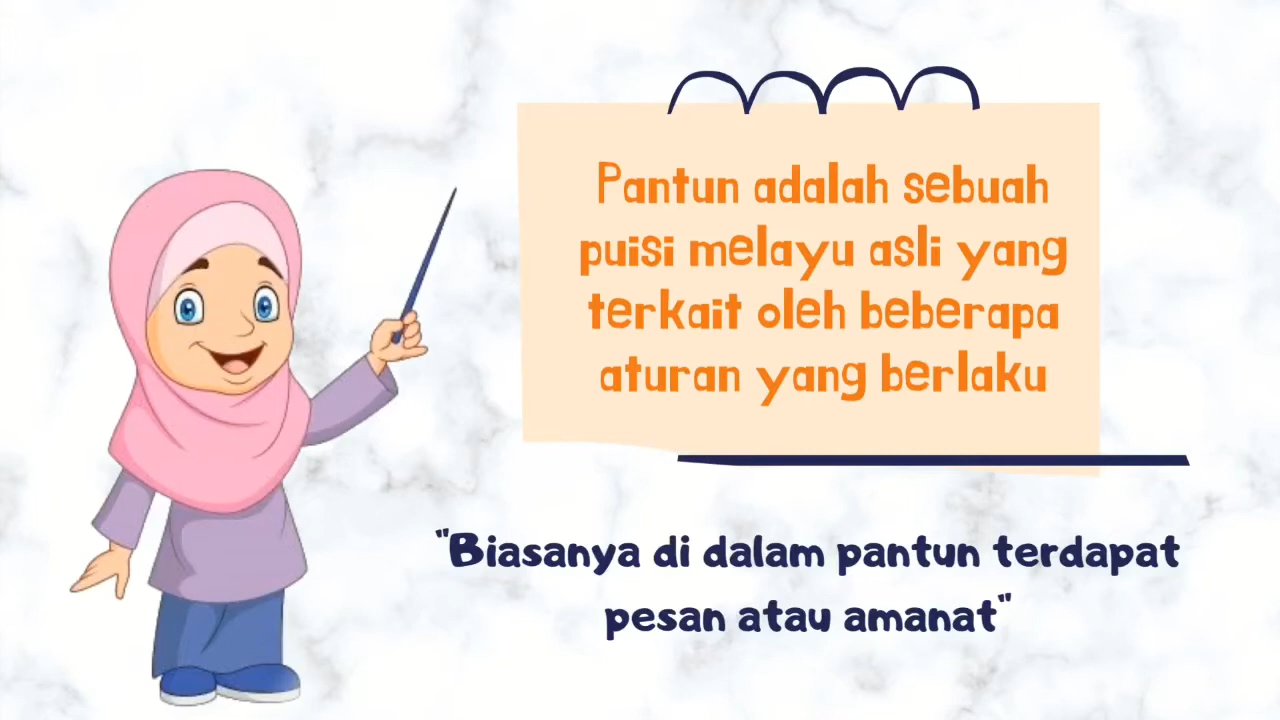 Pantun adalah sebuah
puisi melayu asli yang
terkait oleh beberapa
aturan yang berlaku
"Biasanya di dalam pantun terdapat
pesan atau amanat"